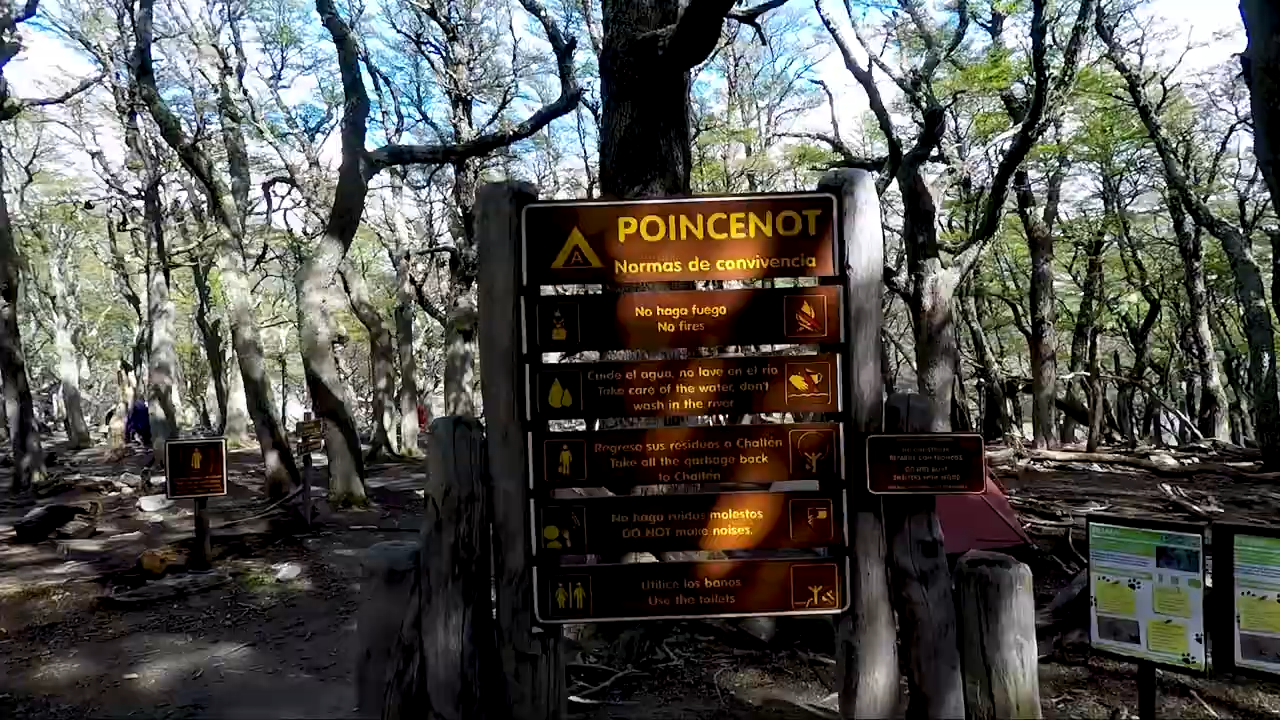 POINCENOT
Normas de convivencia
No haga fuego
No fires
Cuide el agua, no lave en el río
Take care of the water, don't
wash in the river
Regrese sus residuos a Chaltén
Take all the garbage back
to Chaltén
No haga ruidos molestos
DO NOT make noises.
Utilice los baños
Use the toilets